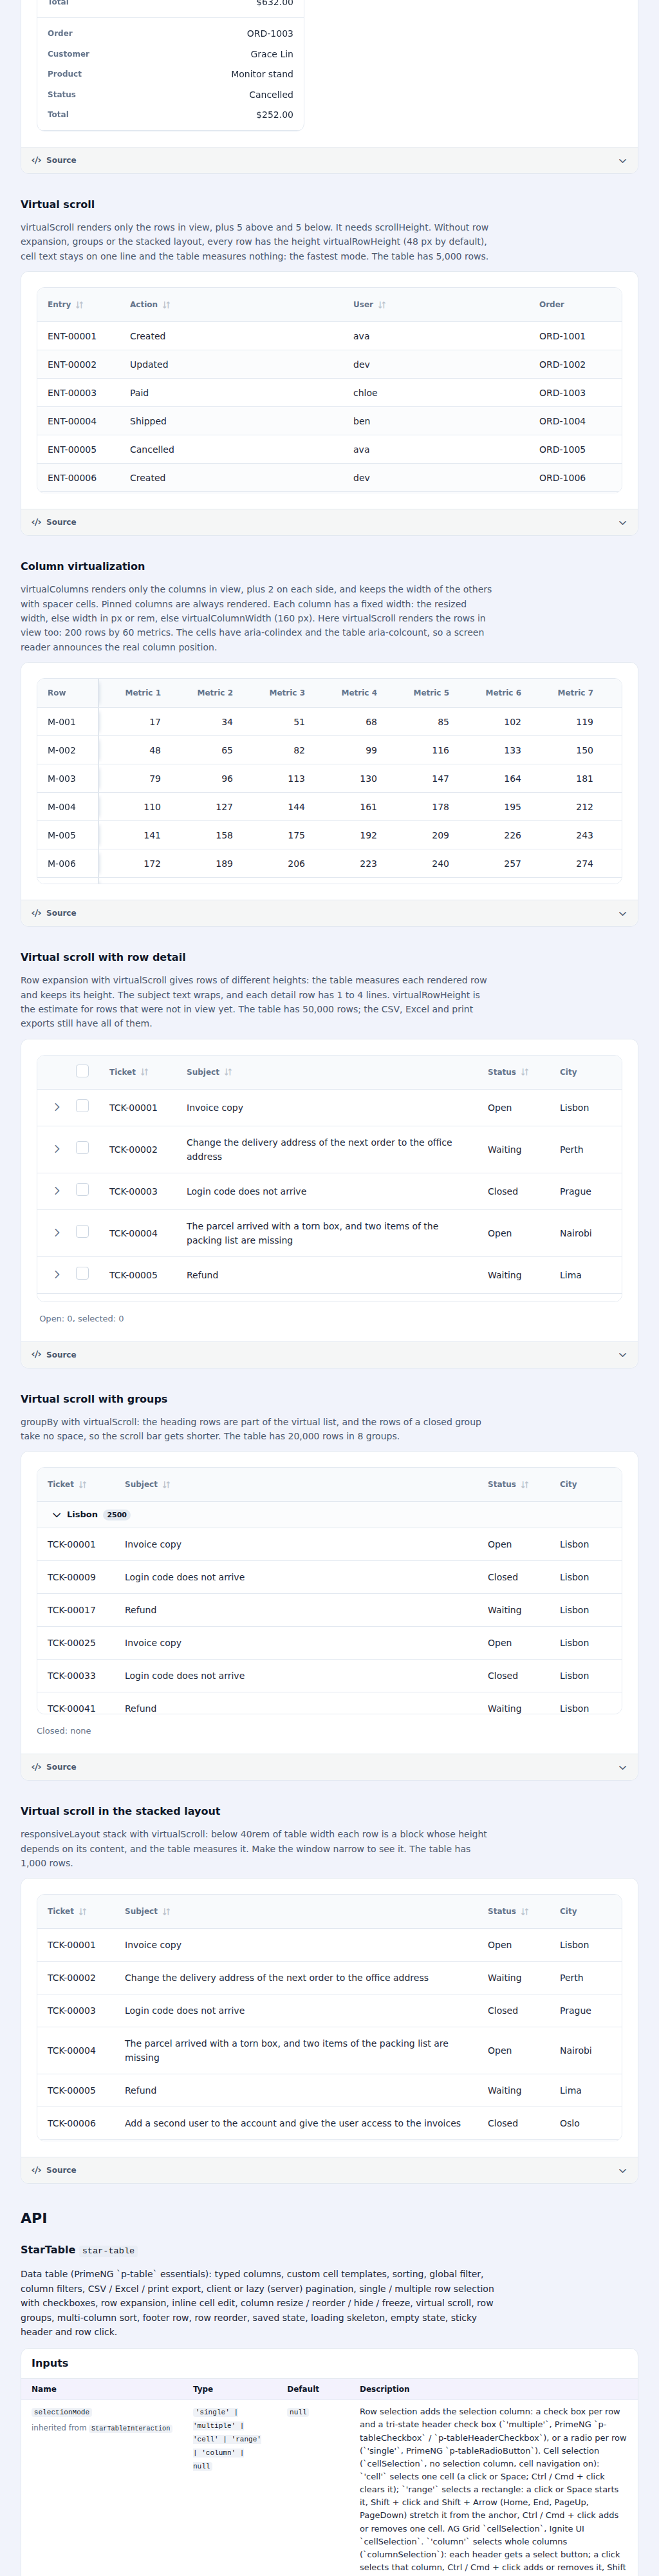 Total $632.00
Order ORD-1003
Customer Grace Lin
Product Monitor stand
Status Cancelled
Total $252.00
Source
Virtual scroll
virtualScroll renders only the rows in view, plus 5 above and 5 below. It needs scrollHeight. Without row
expansion, groups or the stacked layout, every row has the height virtualRowHeight (48 px by default),
cell text stays on one line and the table measures nothing: the fastest mode. The table has 5,000 rows.
Entry Action User Order
ENT-00001 Created ava ORD-1001
ENT-00002 Updated dev ORD-1002
ENT-00003 Paid chloe ORD-1003
ENT-00004 Shipped ben ORD-1004
ENT-00005 Cancelled ava ORD-1005
ENT-00006 Created dev ORD-1006
Source
Column virtualization
virtualColumns renders only the columns in view, plus 2 on each side, and keeps the width of the others
with spacer cells. Pinned columns are always rendered. Each column has a fixed width: the resized
width, else width in px or rem, else virtualColumnWidth (160 px). Here virtualScroll renders the rows in
view too: 200 rows by 60 metrics. The cells have aria-colindex and the table aria-colcount, so a screen
reader announces the real column position.
Row Metric 1 Metric 2 Metric 3 Metric 4 Metric 5 Metric 6 Metric 7
M-001 17 34 51 68 85 102 119
M-002 48 65 82 99 116 133 150
M-003 79 96 113 130 147 164 181
M-004 110 127 144 161 178 195 212
M-005 141 158 175 192 209 226 243
M-006 172 189 206 223 240 257 274
Source
Virtual scroll with row detail
Row expansion with virtualScroll gives rows of different heights: the table measures each rendered row
and keeps its height. The subject text wraps, and each detail row has 1 to 4 lines. virtualRowHeight is
the estimate for rows that were not in view yet. The table has 50,000 rows; the CSV, Excel and print
exports still have all of them.
Ticket Subject Status City
TCK-00001 Invoice copy Open Lisbon
TCK-00002 Change the delivery address of the next order to the office
address Waiting Perth
TCK-00003 Login code does not arrive Closed Prague
TCK-00004 The parcel arrived with a torn box, and two items of the
packing list are missing Open Nairobi
TCK-00005 Refund Waiting Lima
Open: 0, selected: 0
Source
Virtual scroll with groups
groupBy with virtualScroll: the heading rows are part of the virtual list, and the rows of a closed group
take no space, so the scroll bar gets shorter. The table has 20,000 rows in 8 groups.
Ticket Subject Status City
Lisbon 2500
TCK-00001 Invoice copy Open Lisbon
TCK-00009 Login code does not arrive Closed Lisbon
TCK-00017 Refund Waiting Lisbon
TCK-00025 Invoice copy Open Lisbon
TCK-00033 Login code does not arrive Closed Lisbon
TCK-00041 Refund Waiting Lisbon
Closed: none
Source
Virtual scroll in the stacked layout
responsiveLayout stack with virtualScroll: below 40rem of table width each row is a block whose height
depends on its content, and the table measures it. Make the window narrow to see it. The table has
1,000 rows.
Ticket Subject Status City
TCK-00001 Invoice copy Open Lisbon
TCK-00002 Change the delivery address of the next order to the office address Waiting Perth
TCK-00003 Login code does not arrive Closed Prague
TCK-00004 The parcel arrived with a torn box, and two items of the packing list are
missing Open Nairobi
TCK-00005 Refund Waiting Lima
TCK-00006 Add a second user to the account and give the user access to the invoices Closed Oslo
Source
API
StarTable star-table
Data table (PrimeNG `p-table` essentials): typed columns, custom cell templates, sorting, global filter,
column filters, CSV / Excel / print export, client or lazy (server) pagination, single / multiple row selection
with checkboxes, row expansion, inline cell edit, column resize / reorder / hide / freeze, virtual scroll, row
groups, multi-column sort, footer row, row reorder, saved state, loading skeleton, empty state, sticky
header and row click.
Inputs
Name Type Default Description
selectionMode
inherited from StarTableInteraction
'single' |
'multiple' |
'cell' | 'range'
| 'column' |
null
null
Row selection adds the selection column: a check box per row
and a tri-state header check box (`'multiple'`, PrimeNG `p-
tableCheckbox` / `p-tableHeaderCheckbox`), or a radio per row
(`'single'`, PrimeNG `p-tableRadioButton`). Cell selection
(`cellSelection`, no selection column, cell navigation on):
`'cell'` selects one cell (a click or Space; Ctrl / Cmd + click
clears it); `'range'` selects a rectangle: a click or Space starts
it, Shift + click and Shift + Arrow (Home, End, PageUp,
PageDown) stretch it from the anchor, Ctrl / Cmd + click adds
or removes one cell. AG Grid `cellSelection`, Ignite UI
`cellSelection`. `'column'` selects whole columns
(`columnSelection`): each header gets a select button; a click
selects that column, Ctrl / Cmd + click adds or removes it, Shift